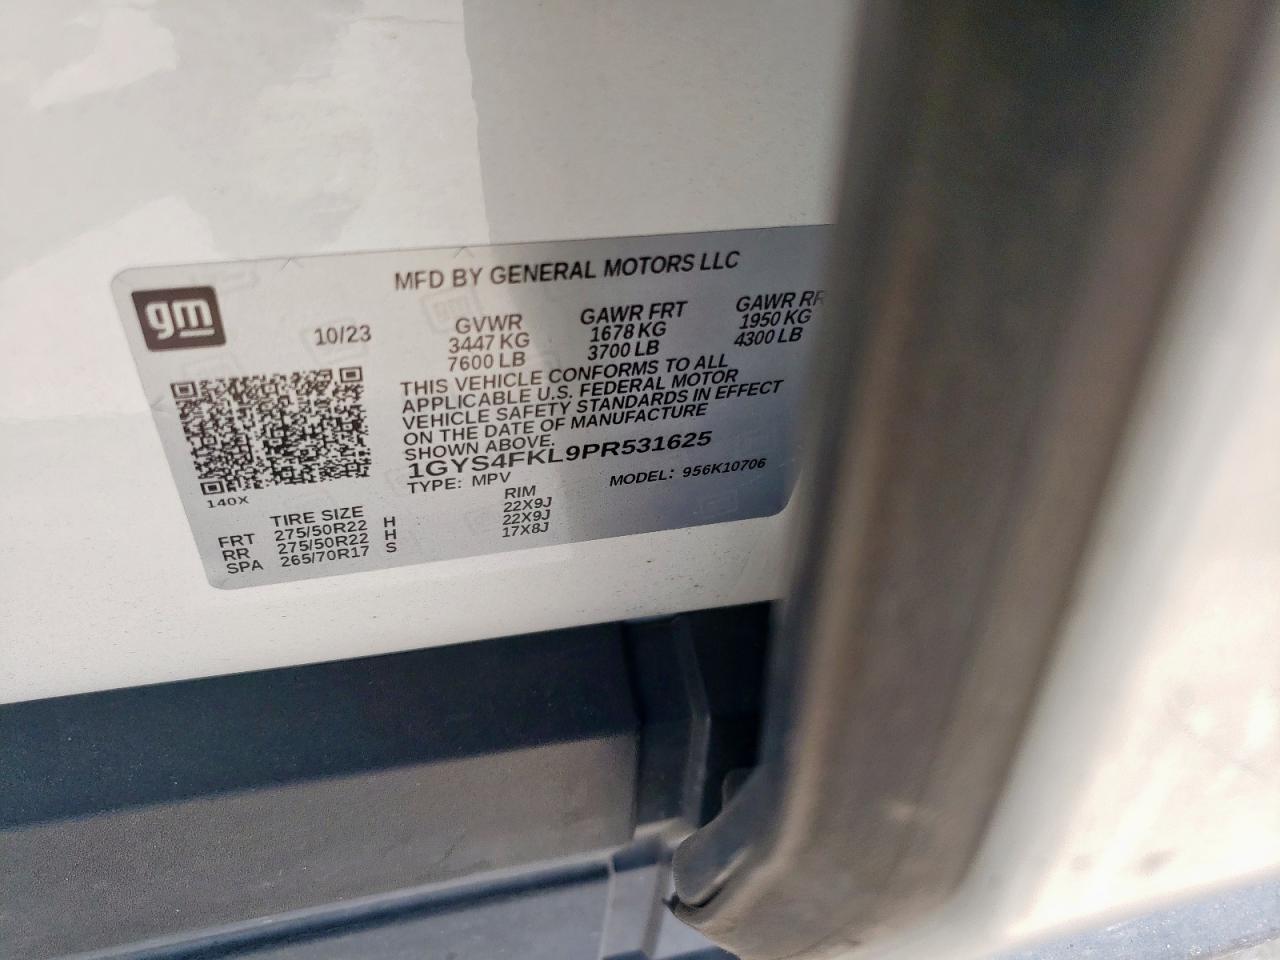 gm
MFD BY GENERAL MOTORS LLC
10/23
GVWR GAWR FRT GAWR RR
3447 KG 1678 KG 1950 KG
7600 LB 3700 LB 4300 LB
THIS VEHICLE CONFORMS TO ALL
APPLICABLE U.S. FEDERAL MOTOR
VEHICLE SAFETY STANDARDS IN EFFECT
ON THE DATE OF MANUFACTURE
SHOWN ABOVE.
1GYS4FKL9PR531625
140X
TYPE: MPV MODEL: 956K10706
TIRE SIZE RIM
FRT 275/50R22 H 22X9J
RR 275/50R22 H 22X9J
SPA 265/70R17 S 17X8J